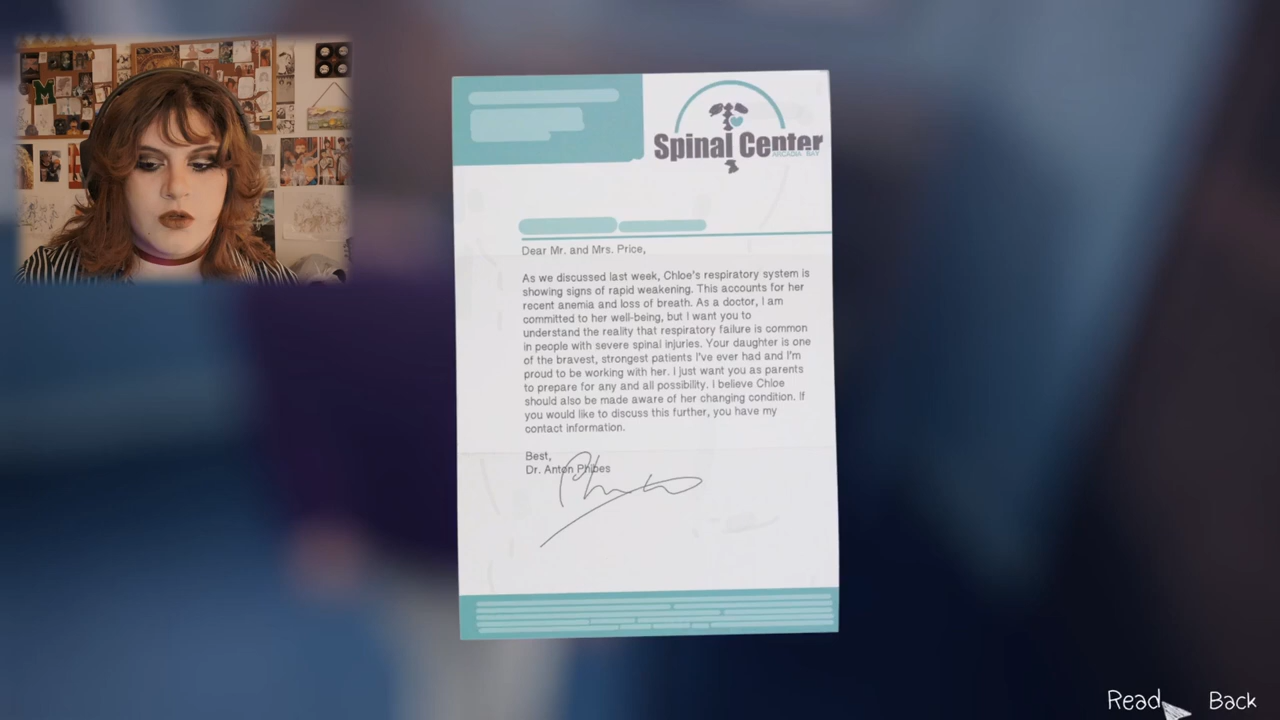 M
Spinal Center
ARCADIA BAY
Dear Mr. and Mrs. Price,
As we discussed last week, Chloe's respiratory system is
showing signs of rapid weakening. This accounts for her
recent anemia and loss of breath. As a doctor, I am
committed to her well-being, but I want you to
understand the reality that respiratory failure is common
in people with severe spinal injuries. Your daughter is one
of the bravest, strongest patients I've ever had and I'm
proud to be working with her. I just want you as parents
to prepare for any and all possibility. I believe Chloe
should also be made aware of her changing condition. If
you would like to discuss this further, you have my
contact information.
Best,
Dr. Anton Phibes
Read
Back